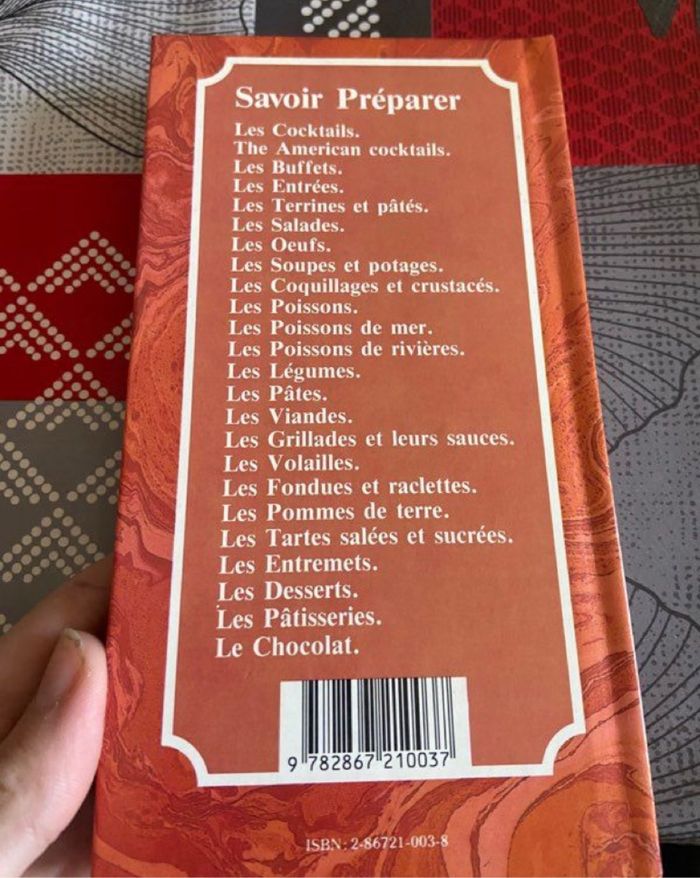 Savoir Préparer
Les Cocktails.
The American cocktails.
Les Buffets.
Les Entrées.
Les Terrines et pâtés.
Les Salades.
Les Oeufs.
Les Soupes et potages.
Les Coquillages et crustacés.
Les Poissons.
Les Poissons de mer.
Les Poissons de rivières.
Les Légumes.
Les Pâtes.
Les Viandes.
Les Grillades et leurs sauces.
Les Volailles.
Les Fondues et raclettes.
Les Pommes de terre.
Les Tartes salées et sucrées.
Les Entremets.
Les Desserts.
Les Pâtisseries.
Le Chocolat.
9 782867 210037
ISBN: 2-86721-003-8